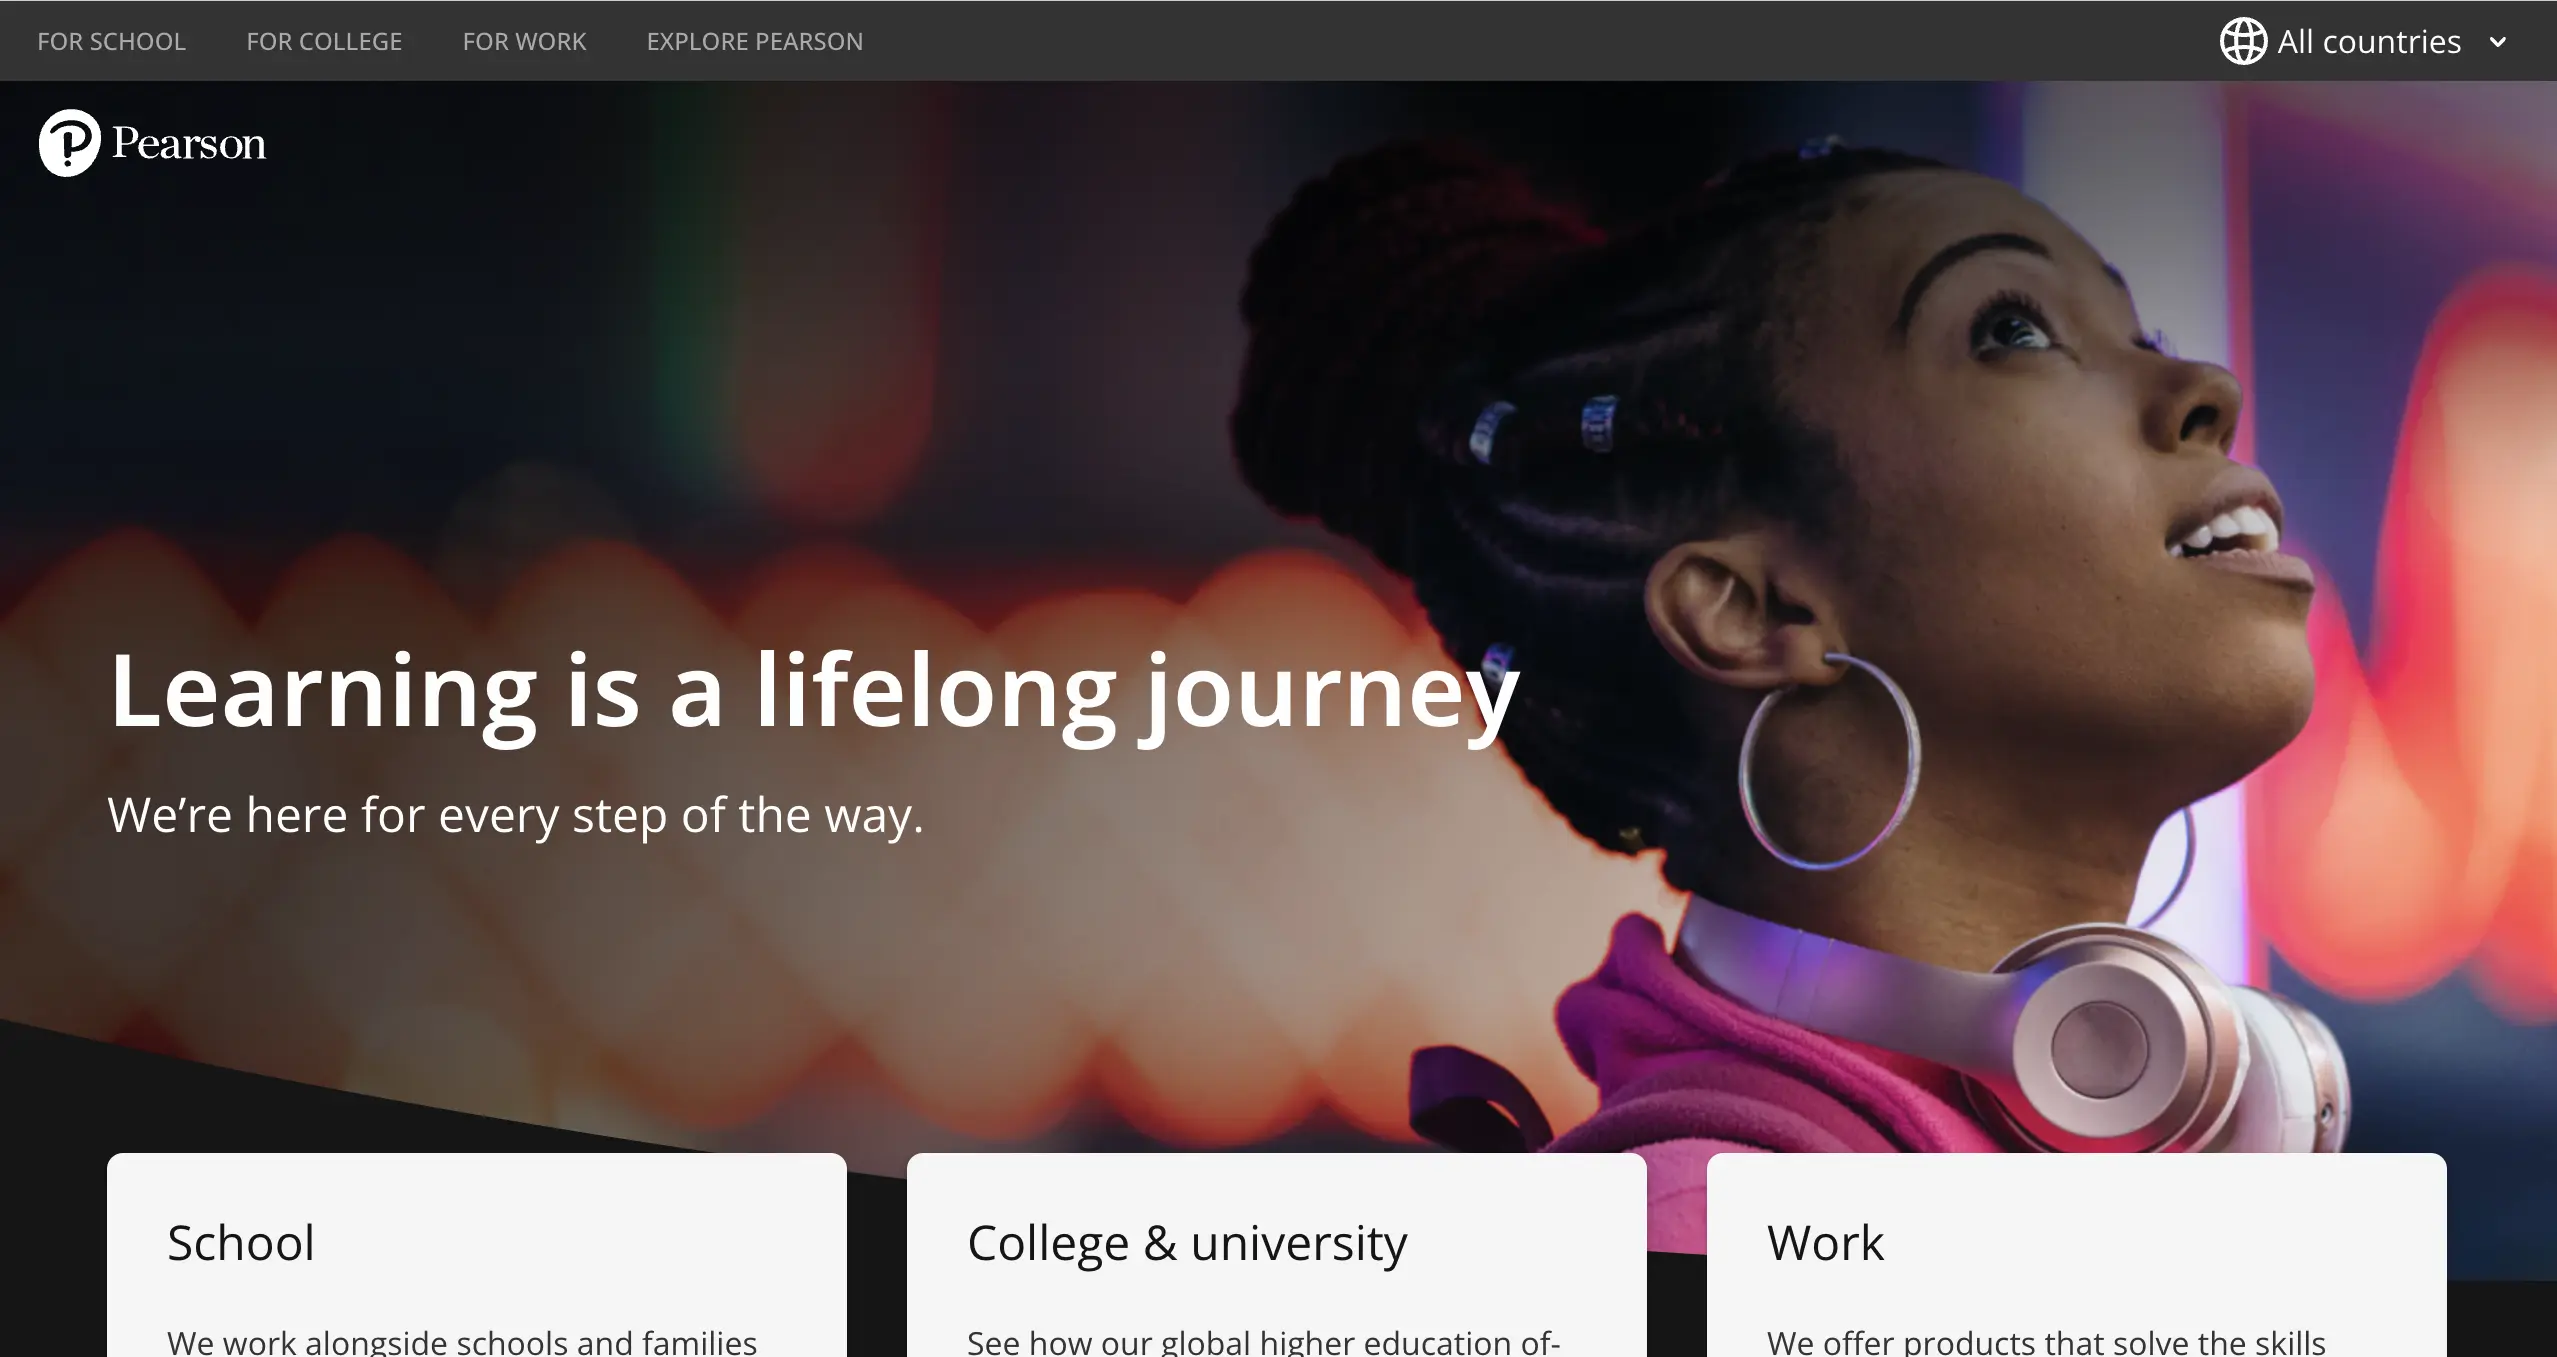 FOR SCHOOL FOR COLLEGE FOR WORK EXPLORE PEARSON All countries
Pearson
Learning is a lifelong journey
We’re here for every step of the way.
School
We work alongside schools and families
College & university
See how our global higher education of-
Work
We offer products that solve the skills